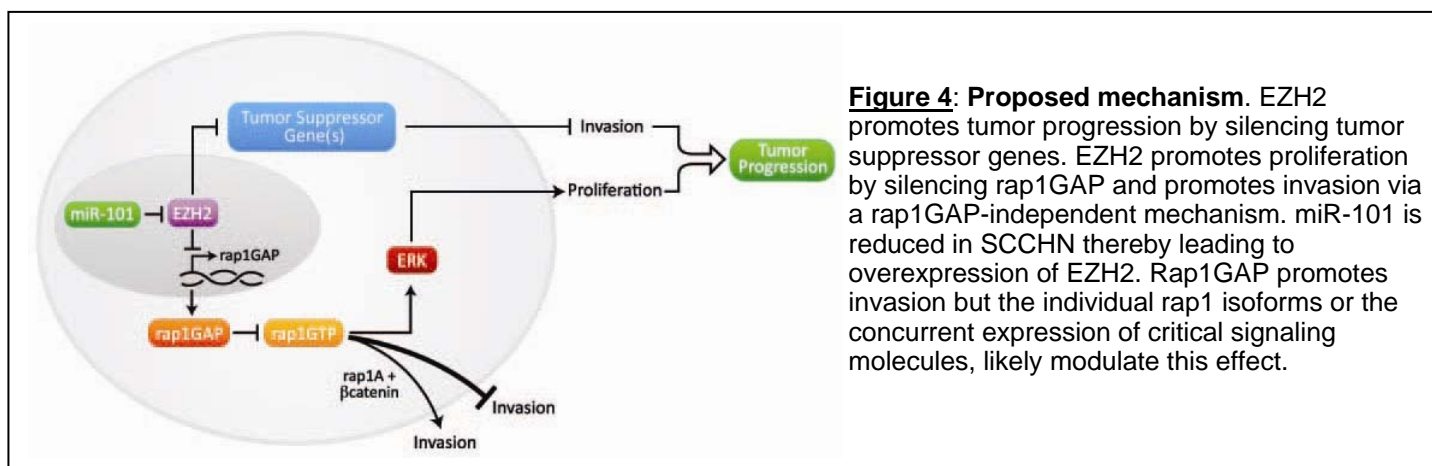 Tumor Suppressor
Gene(s)
Invasion
Tumor
Progression
Proliferation
miR-101
EZH2
rap1GAP
ERK
rap1GAP
rap1GTP
rap1A +
βcatenin
Invasion
Invasion
Figure 4: Proposed mechanism. EZH2
promotes tumor progression by silencing tumor
suppressor genes. EZH2 promotes proliferation
by silencing rap1GAP and promotes invasion via
a rap1GAP-independent mechanism. miR-101 is
reduced in SCCHN thereby leading to
overexpression of EZH2. Rap1GAP promotes
invasion but the individual rap1 isoforms or the
concurrent expression of critical signaling
molecules, likely modulate this effect.